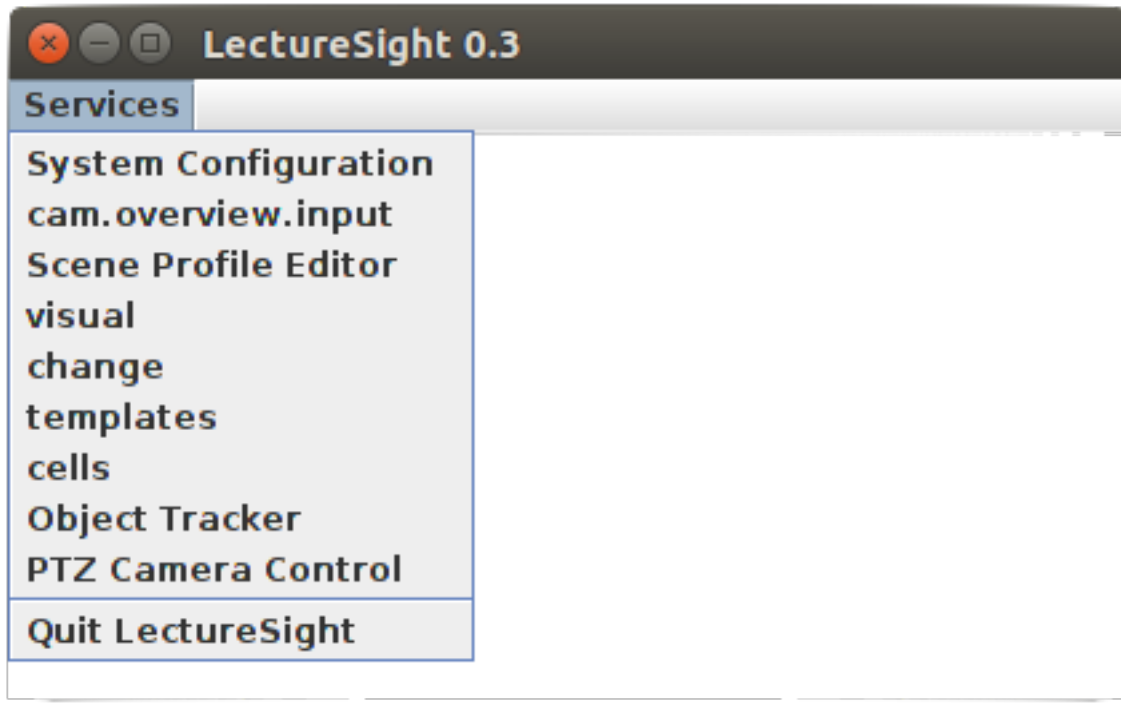 LectureSight 0.3
Services
System Configuration
cam.overview.input
Scene Profile Editor
visual
change
templates
cells
Object Tracker
PTZ Camera Control
Quit LectureSight